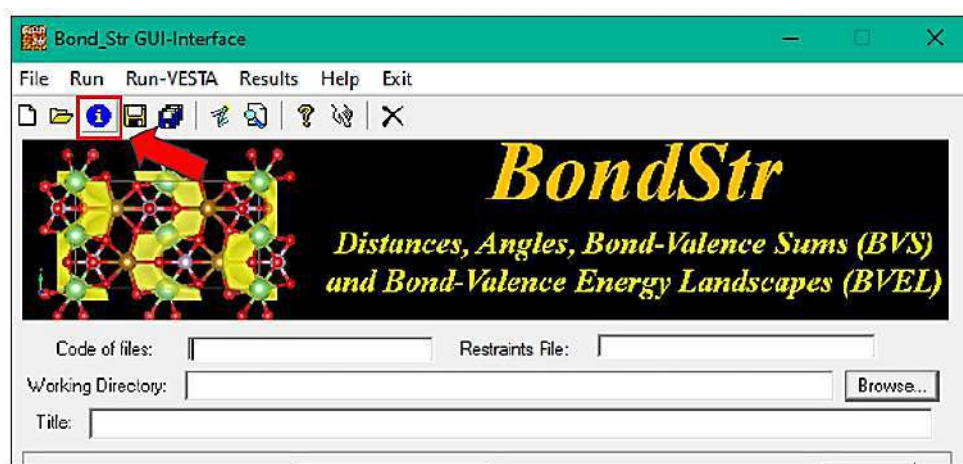 Bond_Str GUI-Interface
File Run Run-VESTA Results Help Exit
BondStr
Distances, Angles, Bond-Valence Sums (BVS)
and Bond-Valence Energy Landscapes (BVEL)
Code of files: Restraints File:
Working Directory: Browse...
Title: